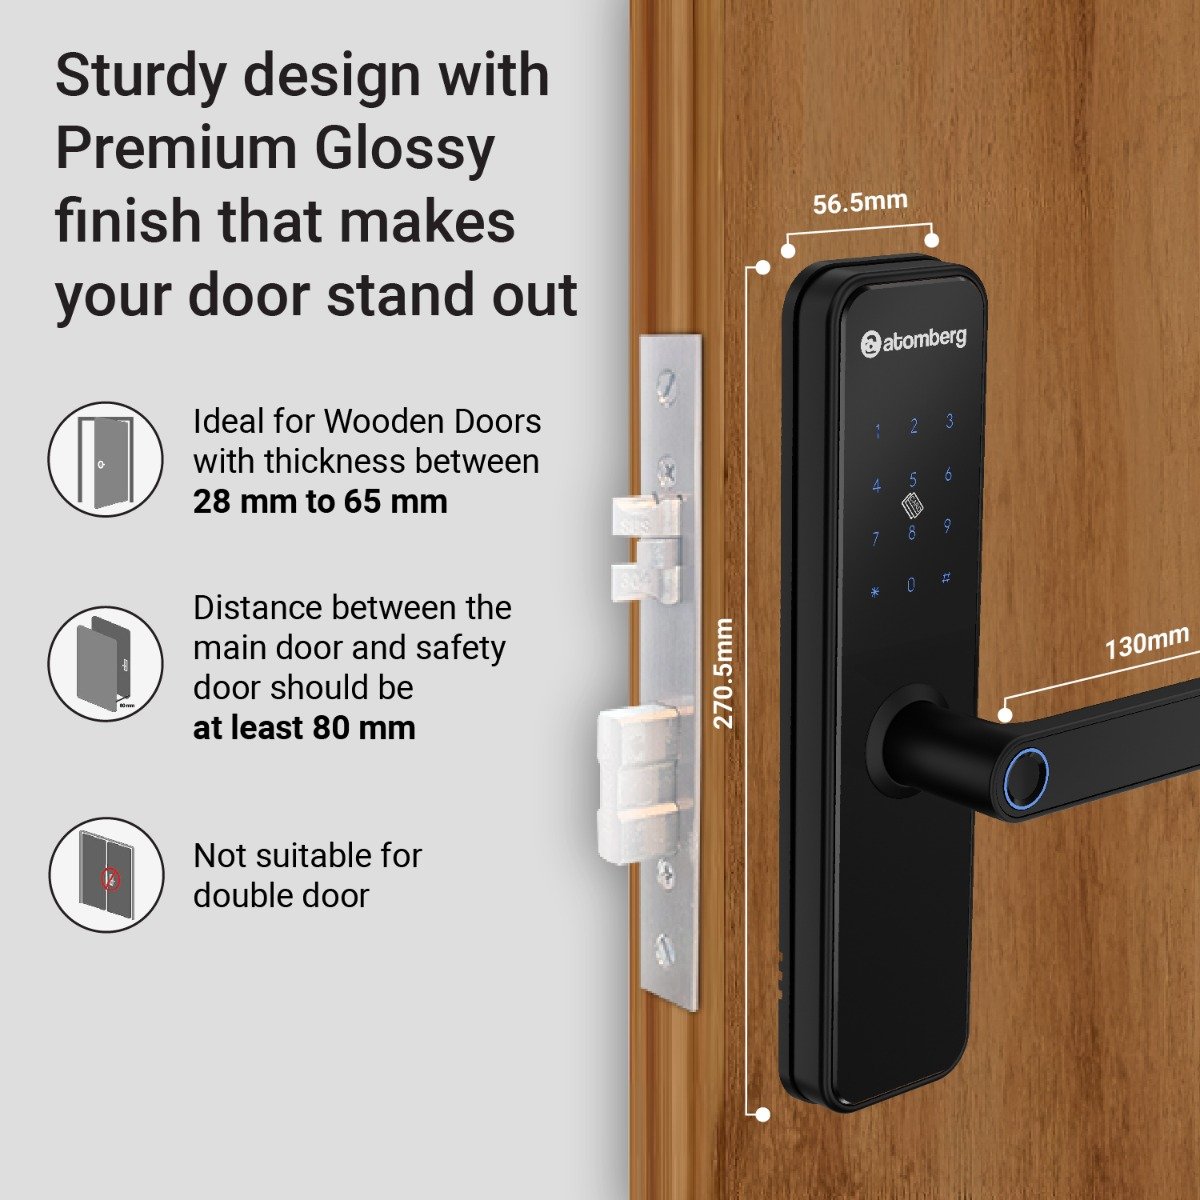 Sturdy design with
Premium Glossy
finish that makes
your door stand out
Ideal for Wooden Doors
with thickness between
28 mm to 65 mm
Distance between the
main door and safety
door should be
at least 80 mm
Not suitable for
double door
56.5mm
270.5mm
130mm
atomberg
1 2 3
4 5 6
7 8 9
* 0 #